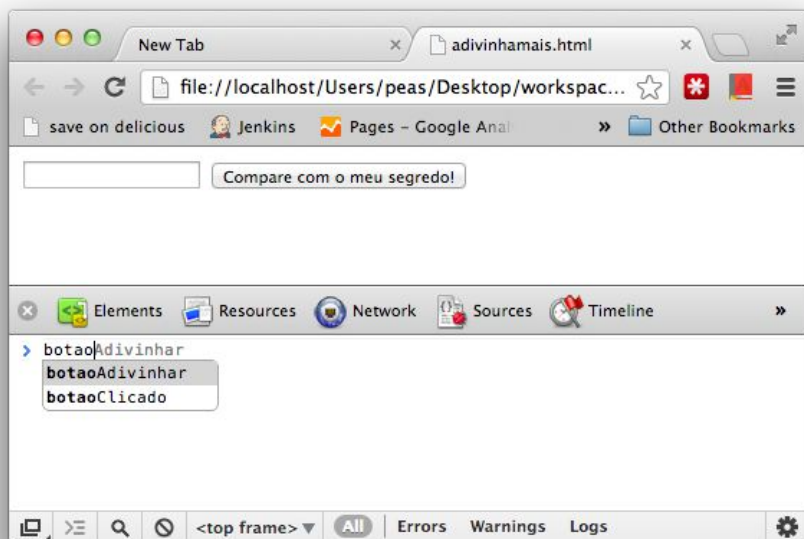 New Tab
adivinhamais.html
file://localhost/Users/peas/Desktop/workspac...
save on delicious Jenkins Pages – Google Anal » Other Bookmarks
Compare com o meu segredo!
Elements Resources Network Sources Timeline »
> botaoAdivinhar
botaoAdivinhar
botaoClicado
<top frame> ▼ All Errors Warnings Logs